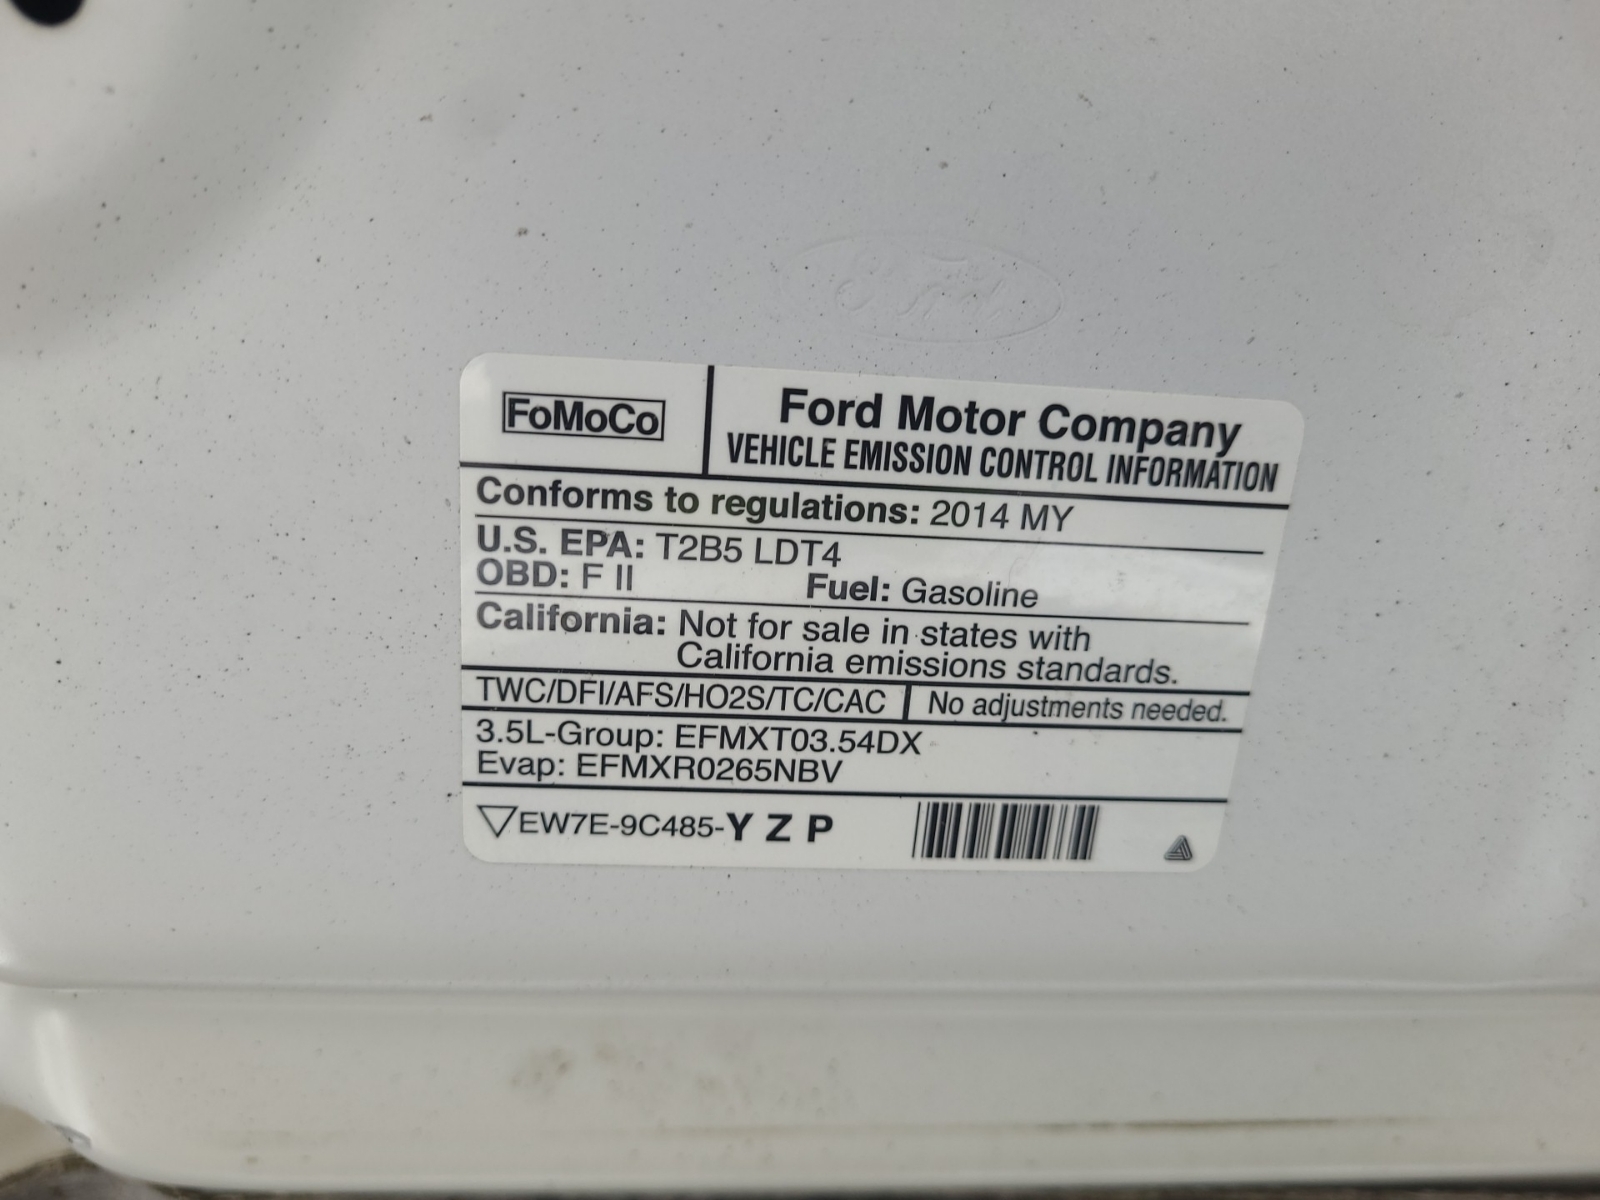 Ford
FoMoCo
Ford Motor Company
VEHICLE EMISSION CONTROL INFORMATION
Conforms to regulations: 2014 MY
U.S. EPA: T2B5 LDT4
OBD: F II Fuel: Gasoline
California: Not for sale in states with
California emissions standards.
TWC/DFI/AFS/HO2S/TC/CAC No adjustments needed.
3.5L-Group: EFMXT03.54DX
Evap: EFMXR0265NBV
EW7E-9C485-Y Z P